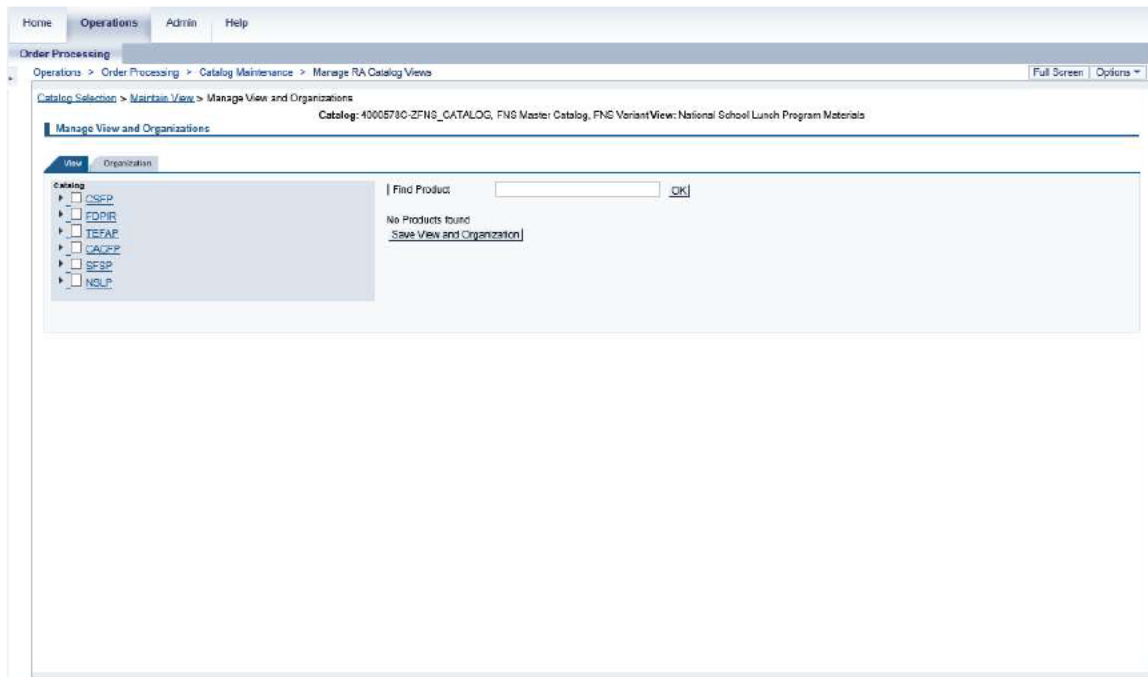 Home Operations Admin Help
Order Processing
Operations > Order Processing > Catalog Maintenance > Manage RA Catalog Views Full Screen Options
Catalog Selection > Maintain View > Manage View and Organizations
Catalog: 4000578C-ZFNS_CATALOG, FNS Master Catalog, FNS VariantView: National School Lunch Program Materials
Manage View and Organizations
View Organization
Catalog
Find Product OK
CSFP
FDPIR
No Products found
TEFAP
Save View and Organization
CACFP
SFSP
NSLP